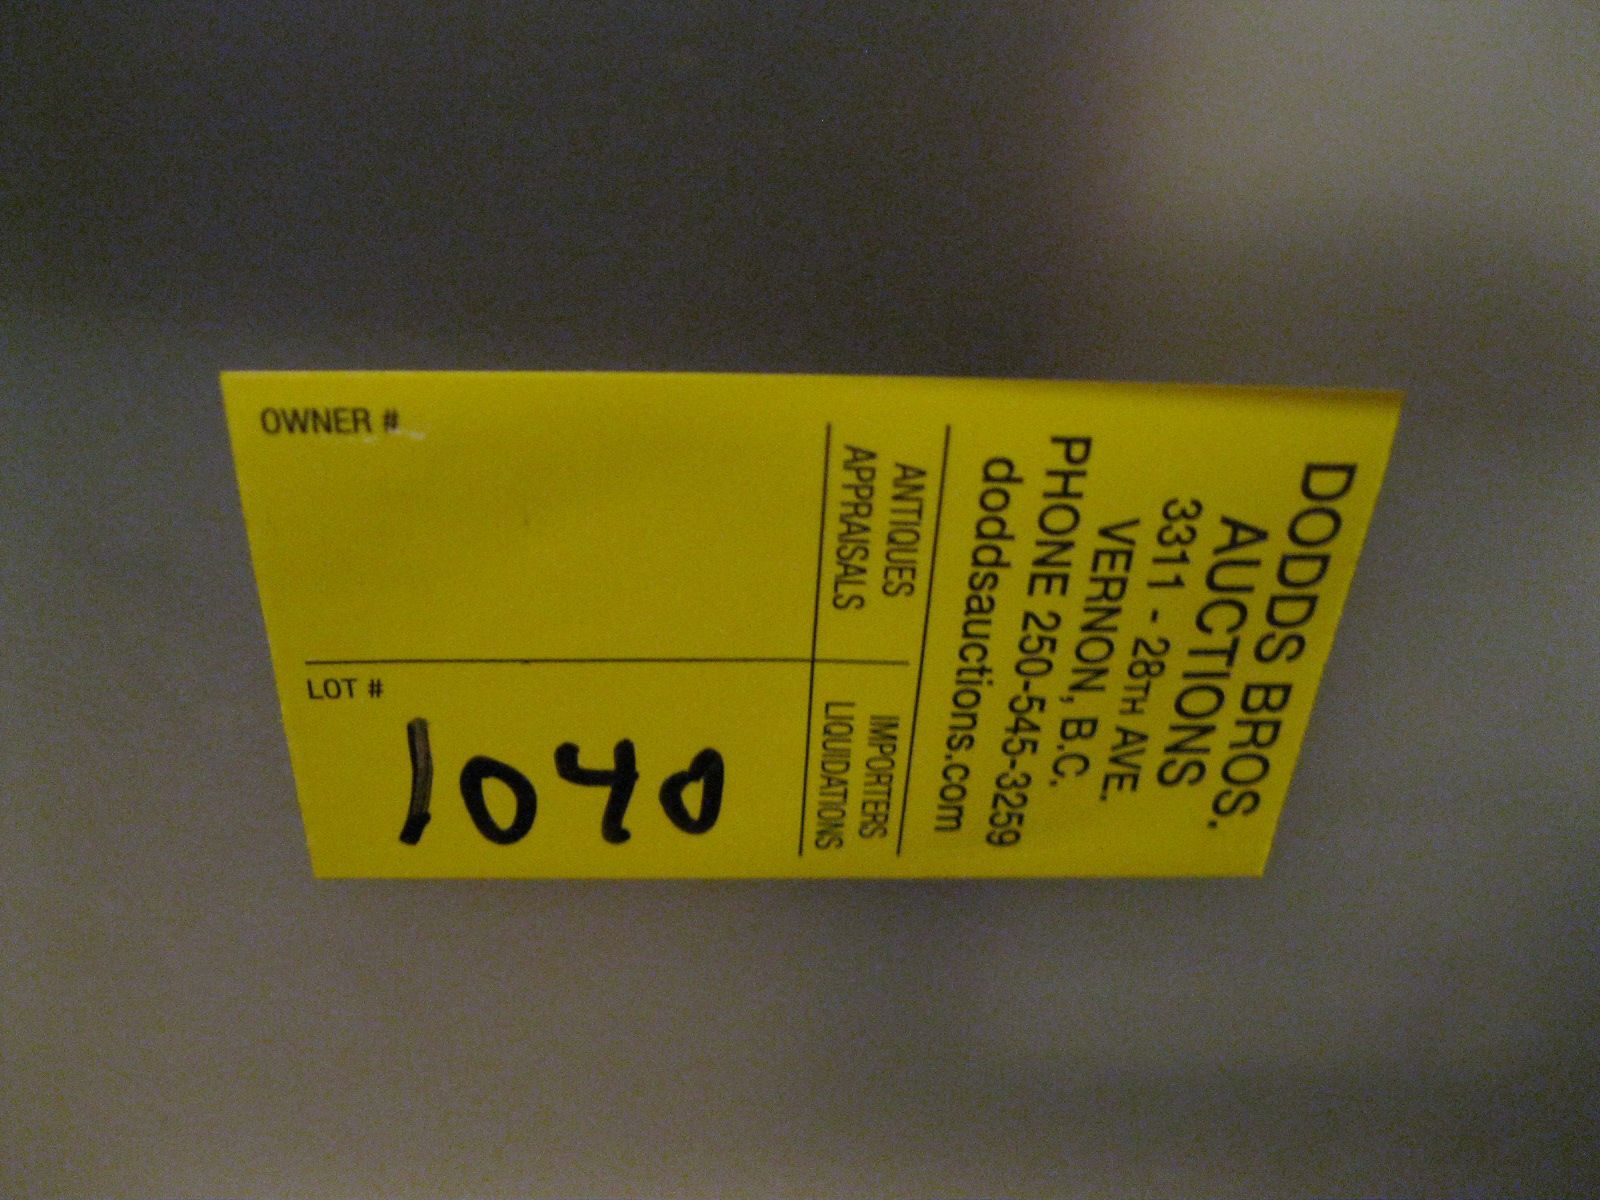 DODDS BROS.
AUCTIONS
3311 - 28TH AVE.
VERNON, B.C.
PHONE 250-545-3259
doddsauctions.com
ANTIQUES
APPRAISALS
IMPORTERS
LIQUIDATIONS
OWNER #
LOT #
1040